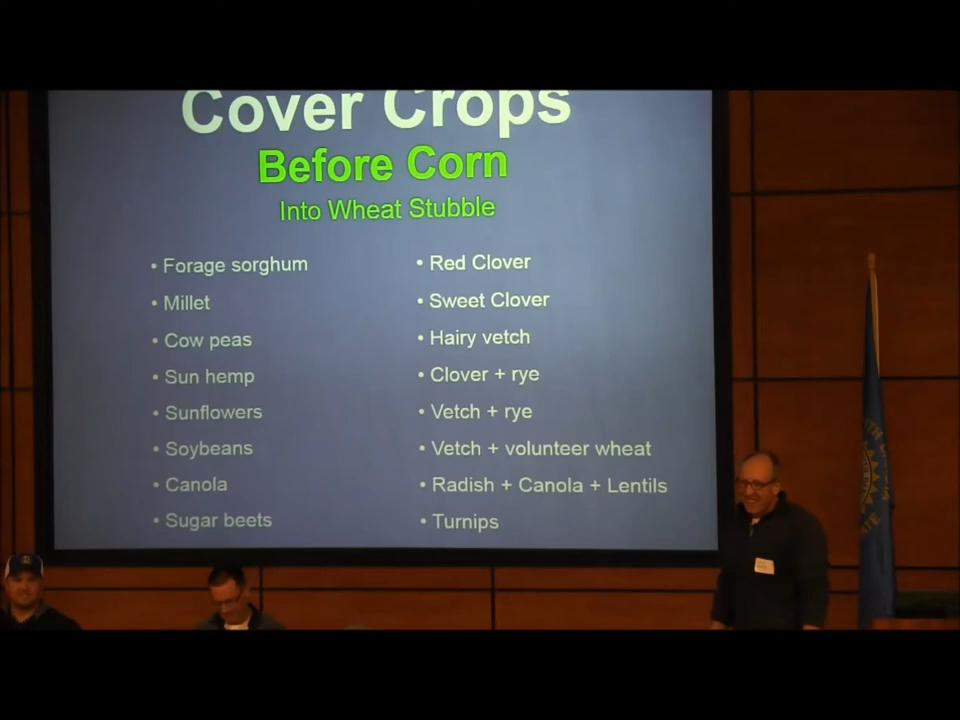 Cover Crops
Before Corn
Into Wheat Stubble
• Forage sorghum
• Millet
• Cow peas
• Sun hemp
• Sunflowers
• Soybeans
• Canola
• Sugar beets
• Red Clover
• Sweet Clover
• Hairy vetch
• Clover + rye
• Vetch + rye
• Vetch + volunteer wheat
• Radish + Canola + Lentils
• Turnips